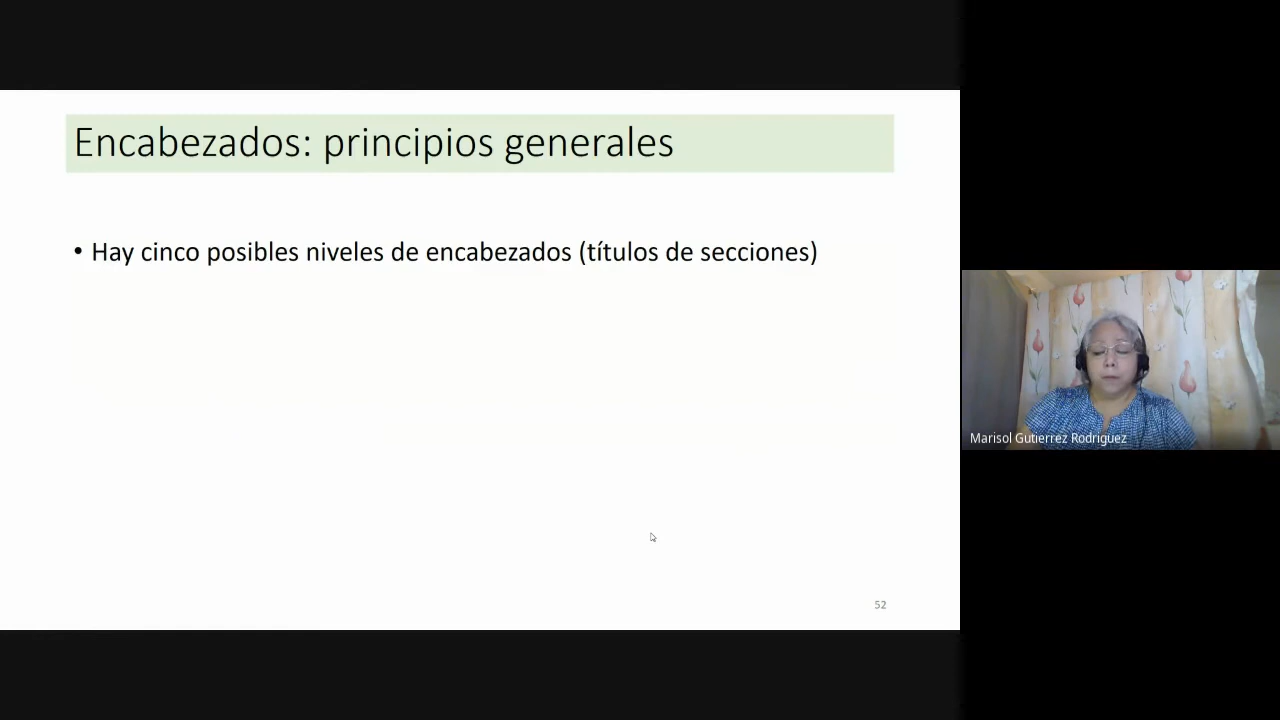 Encabezados: principios generales
• Hay cinco posibles niveles de encabezados (títulos de secciones)
Marisol Gutierrez Rodriguez
52